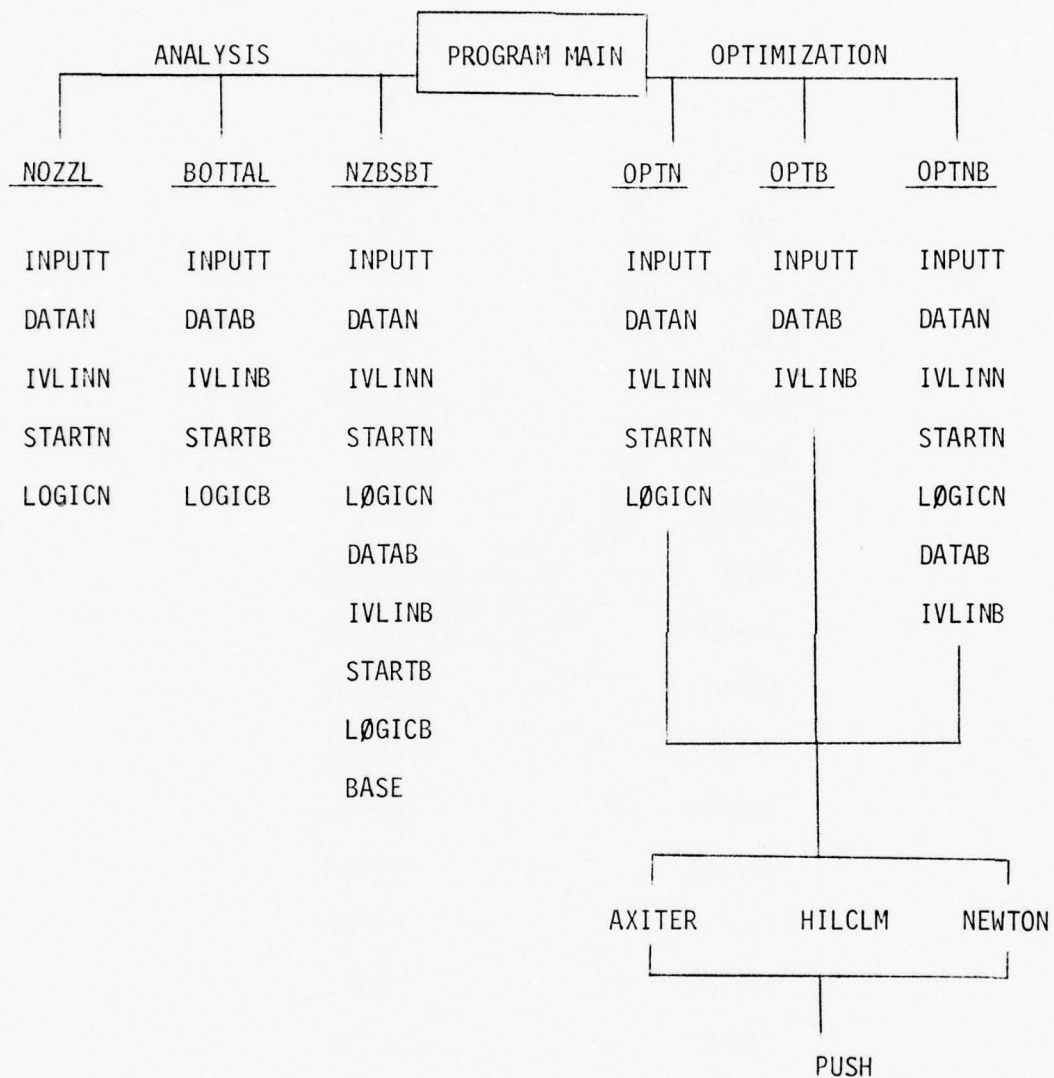 ANALYSIS PROGRAM MAIN OPTIMIZATION
NOZZL BOTTAL NZBSBT OPTN OPTB OPTNB
INPUTT INPUTT INPUTT INPUTT INPUTT INPUTT
DATAN DATAB DATAN DATAN DATAB DATAN
IVLINN IVLINB IVLINN IVLINN IVLINB IVLINN
STARTN STARTB STARTN STARTN STARTN
LOGICN LOGICB LØGICN LØGICN LØGICN
DATAB DATAB
IVLINB IVLINB
STARTB
LØGICB
BASE
AXITER HILCLM NEWTON
PUSH